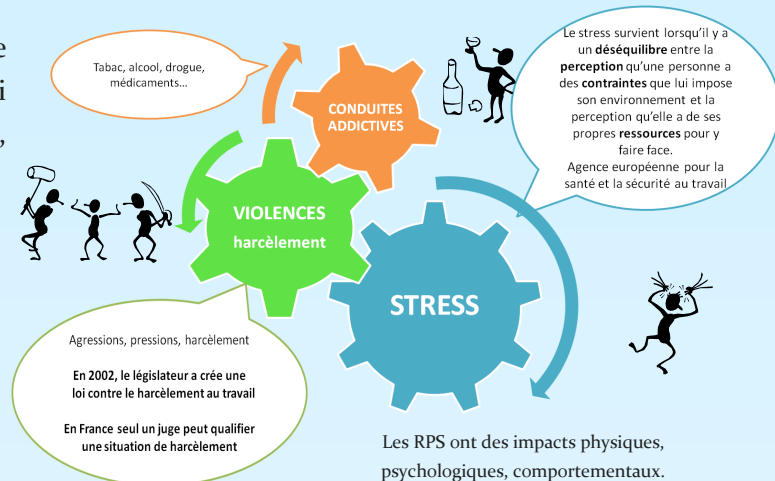 e
i
,
Tabac, alcool, drogue,
médicaments...
CONDUITES
ADDICTIVES
Le stress survient lorsqu'il y a
un déséquilibre entre la
perception qu'une personne a
des contraintes que lui impose
son environnement et la
perception qu'elle a de ses
propres ressources pour y
faire face.
Agence européenne pour la
santé et la sécurité au travail
VIOLENCES
harcèlement
STRESS
Agressions, pressions, harcèlement
En 2002, le législateur a crée une
loi contre le harcèlement au travail
En France seul un juge peut qualifier
une situation de harcèlement
Les RPS ont des impacts physiques,
psychologiques, comportementaux.